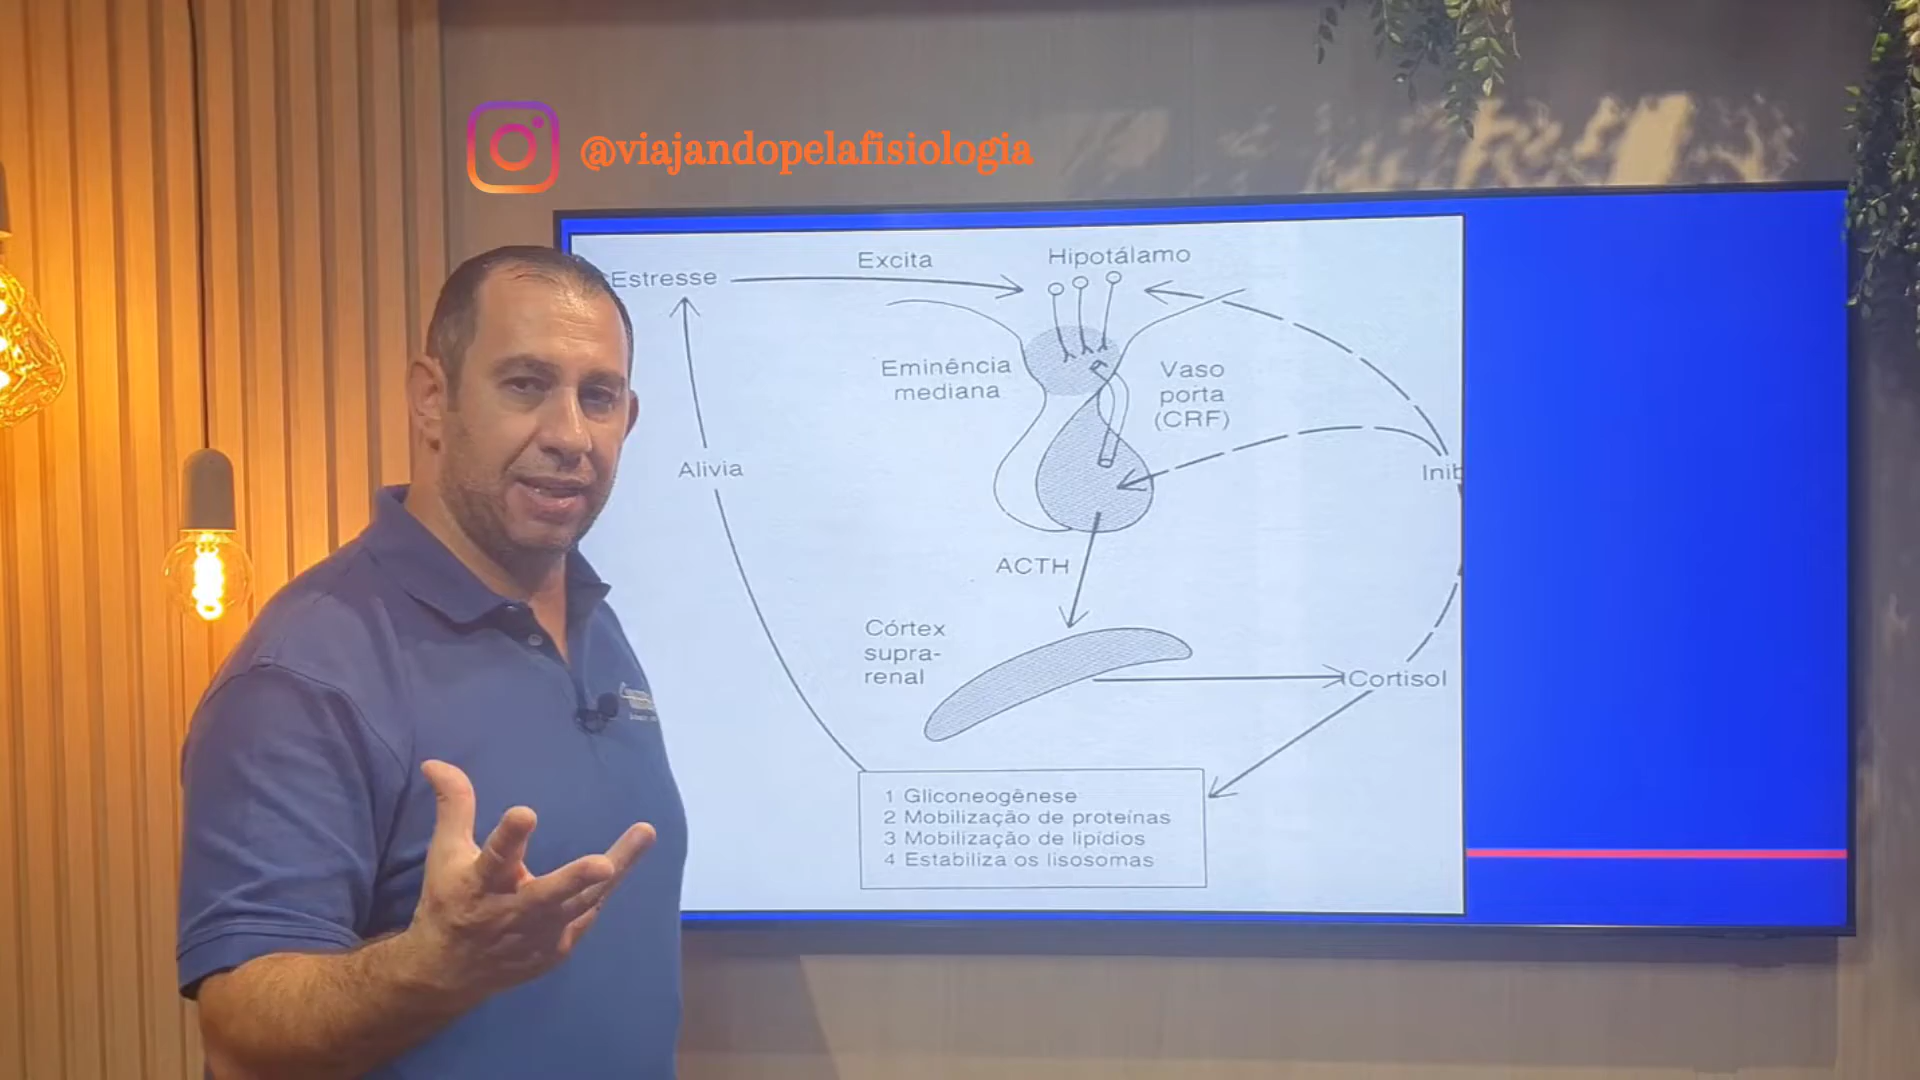 @viajandopelafisiologia
Estresse
Excita
Hipotálamo
Eminência
mediana
Vaso
porta
(CRF)
Alivia
Inib
ACTH
Córtex
supra-
renal
Cortisol
1 Gliconeogênese
2 Mobilização de proteínas
3 Mobilização de lipídios
4 Estabiliza os lisosomas